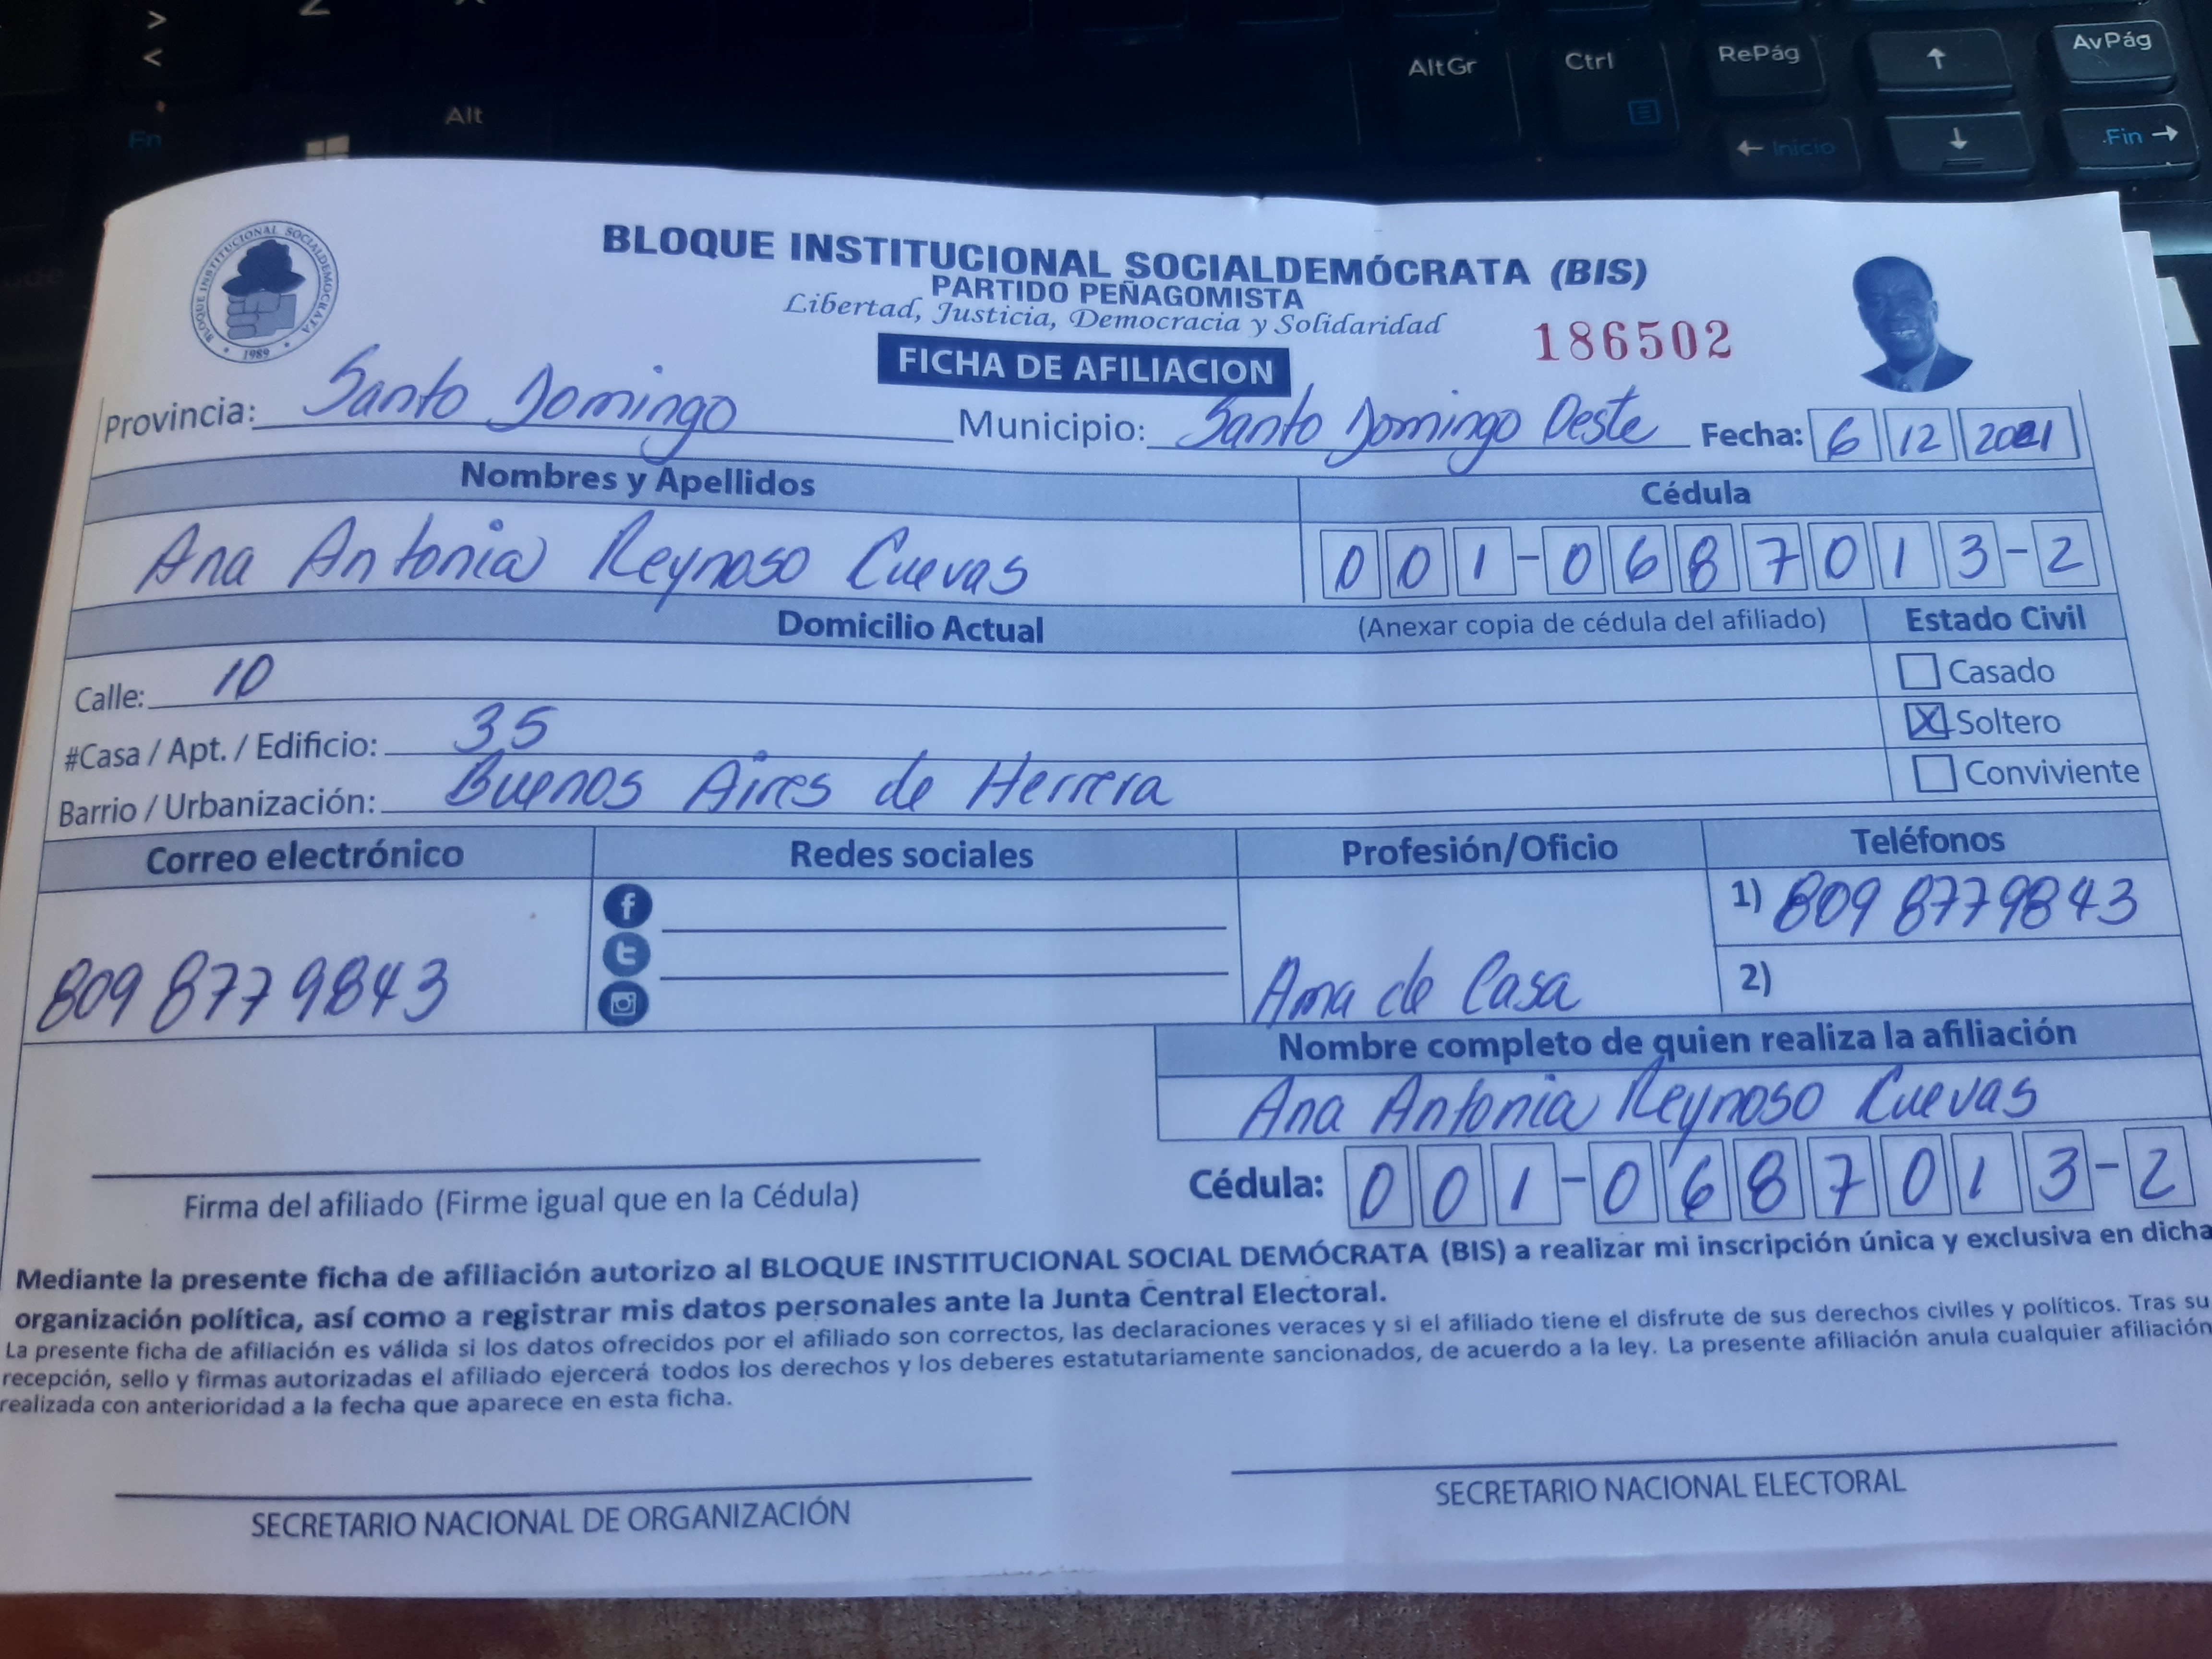 > <
Alt
Fn
AltGr
Ctrl
RePág
← Inicio
↑
↓
AvPág
Fin →
BLOQUE INSTITUCIONAL SOCIALDEMOCRATA
1989
BLOQUE INSTITUCIONAL SOCIALDEMÓCRATA (BIS)
PARTIDO PEÑAGOMISTA
Libertad, Justicia, Democracia y Solidaridad
186502
FICHA DE AFILIACION
Provincia: Santo Domingo Municipio: Santo Domingo Oeste Fecha: 6 12 2021
Nombres y Apellidos Cédula
Ana Antonia Reynoso Cuevas 001-0687013-2
Domicilio Actual (Anexar copia de cédula del afiliado) Estado Civil
Calle: 10 Casado
#Casa / Apt. / Edificio: 35 X Soltero
Barrio / Urbanización: Buenos Aires de Herrera Conviviente
Correo electrónico Redes sociales Profesión/Oficio Teléfonos
1) 809 8779843
809 877 9843 Ama de Casa 2)
Nombre completo de quien realiza la afiliación
Ana Antonia Reynoso Cuevas
Cédula: 001-0687013-2
Firma del afiliado (Firme igual que en la Cédula)
Mediante la presente ficha de afiliación autorizo al BLOQUE INSTITUCIONAL SOCIAL DEMÓCRATA (BIS) a realizar mi inscripción única y exclusiva en dicha
organización política, así como a registrar mis datos personales ante la Junta Central Electoral.
La presente ficha de afiliación es válida si los datos ofrecidos por el afiliado son correctos, las declaraciones veraces y si el afiliado tiene el disfrute de sus derechos civiles y políticos. Tras su
recepción, sello y firmas autorizadas el afiliado ejercerá todos los derechos y los deberes estatutariamente sancionados, de acuerdo a la ley. La presente afiliación anula cualquier afiliación
realizada con anterioridad a la fecha que aparece en esta ficha.
SECRETARIO NACIONAL DE ORGANIZACIÓN SECRETARIO NACIONAL ELECTORAL